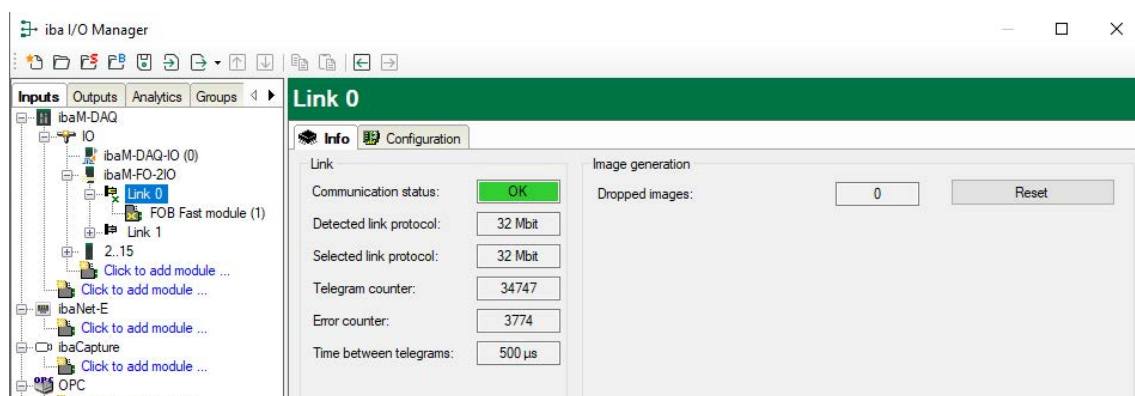 iba I/O Manager
Inputs Outputs Analytics Groups
ibaM-DAQ
IO
ibaM-DAQ-IO (0)
ibaM-FO-2IO
Link 0
FOB Fast module (1)
Link 1
2..15
Click to add module ...
Click to add module ...
ibaNet-E
Click to add module ...
ibaCapture
Click to add module ...
OPC
OPC
Link 0
Info Configuration
Link
Communication status: OK
Detected link protocol: 32 Mbit
Selected link protocol: 32 Mbit
Telegram counter: 34747
Error counter: 3774
Time between telegrams: 500 µs
Image generation
Dropped images: 0 Reset